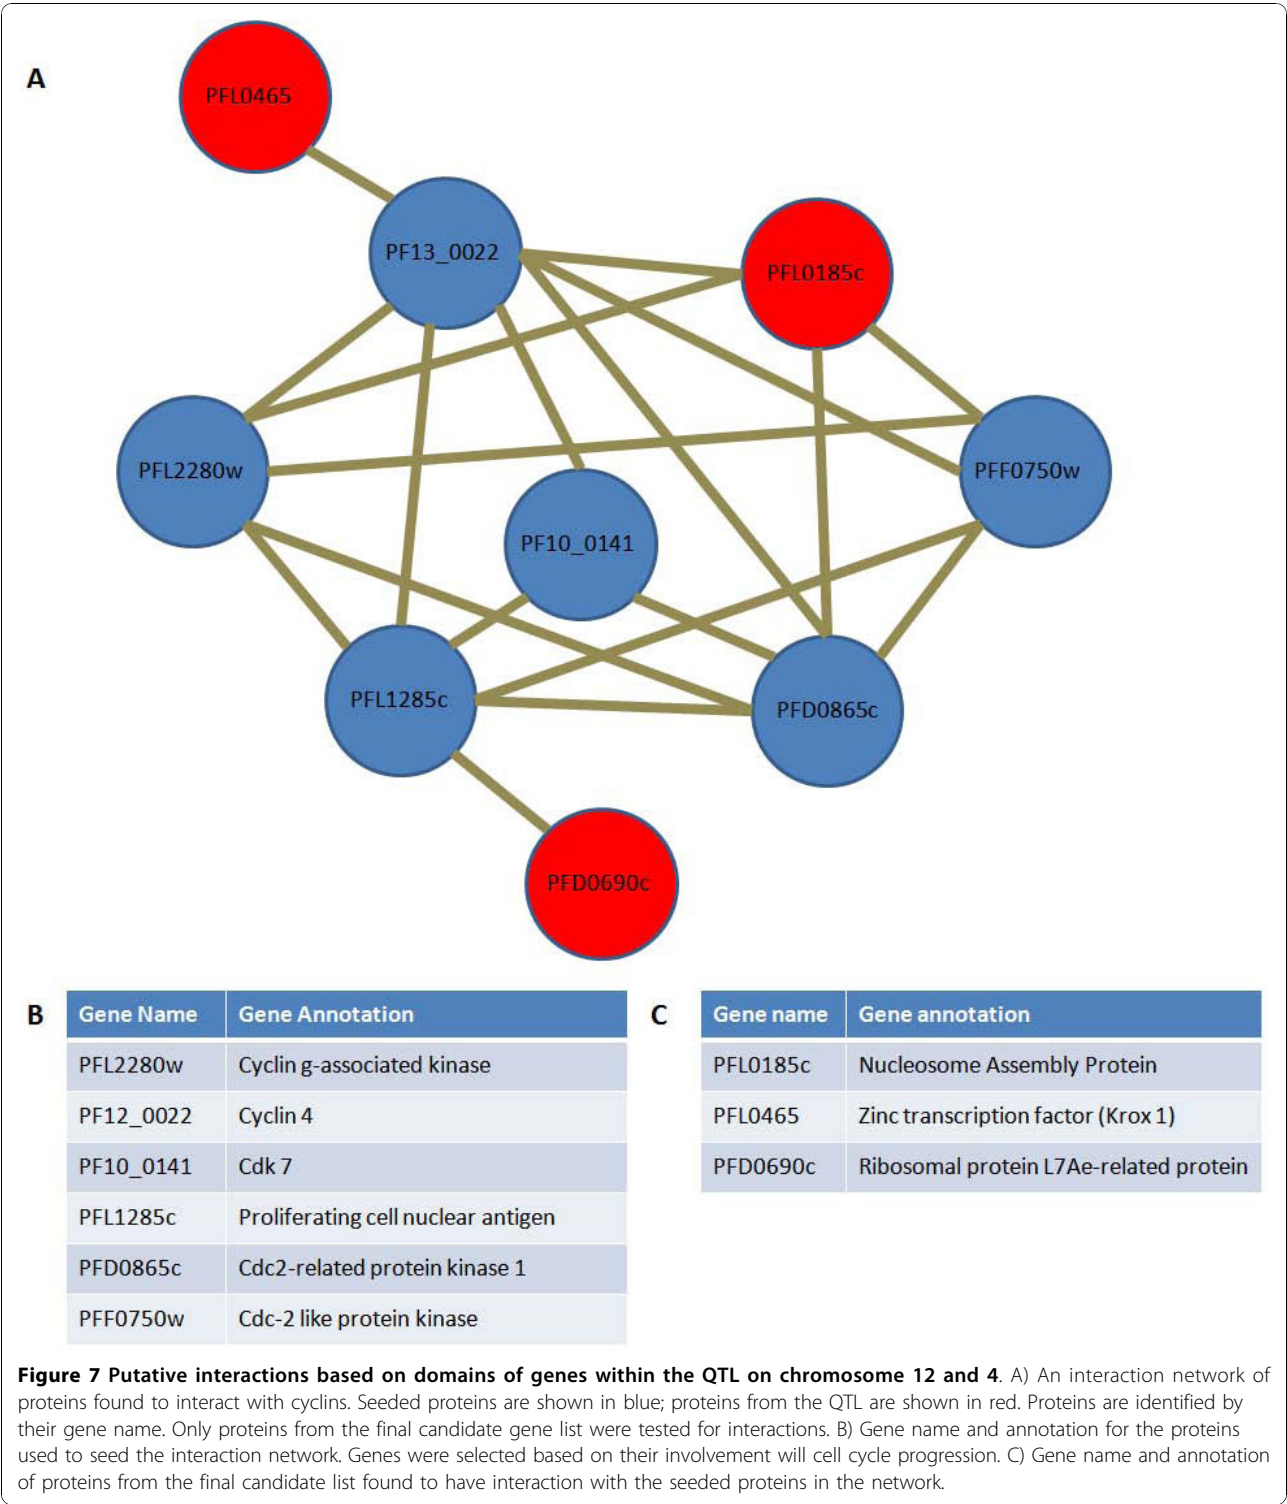 A
PFL0465
PF13_0022
PFL0185c
PFL2280w
PFF0750w
PF10_0141
PFL1285c
PFD0865c
PFD0690c
B
Gene Name Gene Annotation
PFL2280w Cyclin g-associated kinase
PF12_0022 Cyclin 4
PF10_0141 Cdk 7
PFL1285c Proliferating cell nuclear antigen
PFD0865c Cdc2-related protein kinase 1
PFF0750w Cdc-2 like protein kinase
C
Gene name Gene annotation
PFL0185c Nucleosome Assembly Protein
PFL0465 Zinc transcription factor (Krox 1)
PFD0690c Ribosomal protein L7Ae-related protein
Figure 7 Putative interactions based on domains of genes within the QTL on chromosome 12 and 4. A) An interaction network of
proteins found to interact with cyclins. Seeded proteins are shown in blue; proteins from the QTL are shown in red. Proteins are identified by
their gene name. Only proteins from the final candidate gene list were tested for interactions. B) Gene name and annotation for the proteins
used to seed the interaction network. Genes were selected based on their involvement will cell cycle progression. C) Gene name and annotation
of proteins from the final candidate list found to have interaction with the seeded proteins in the network.